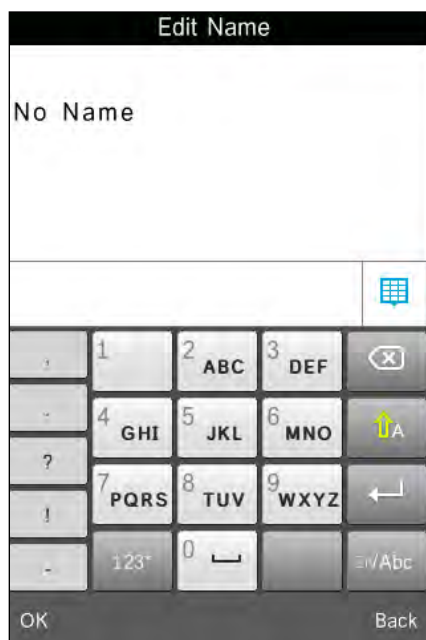 Edit Name
No Name
,
1
2 ABC
3 DEF
.
4 GHI
5 JKL
6 MNO
A
?
7 PQRS
8 TUV
9 WXYZ
!
-
123
0
/Abc
OK
Back